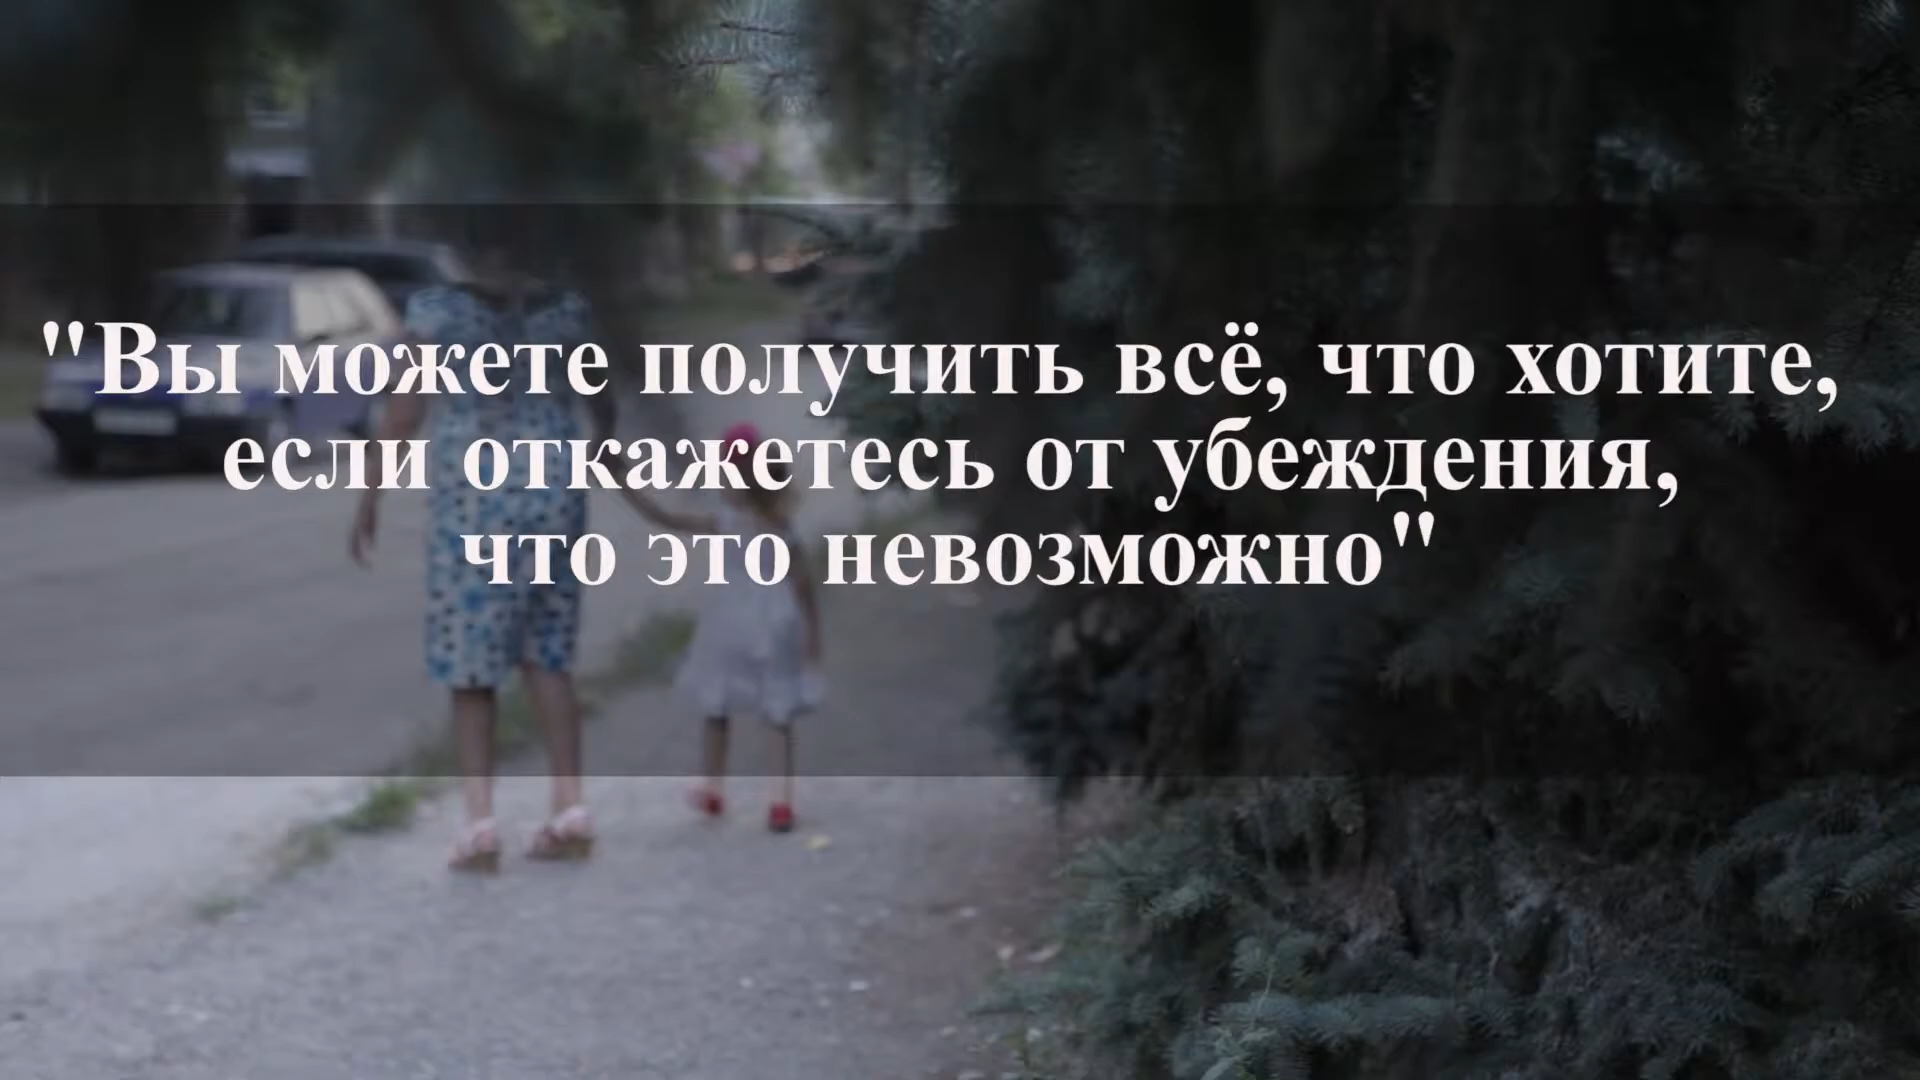 "Вы можете получить всё, что хотите,
если откажетесь от убеждения,
что это невозможно"